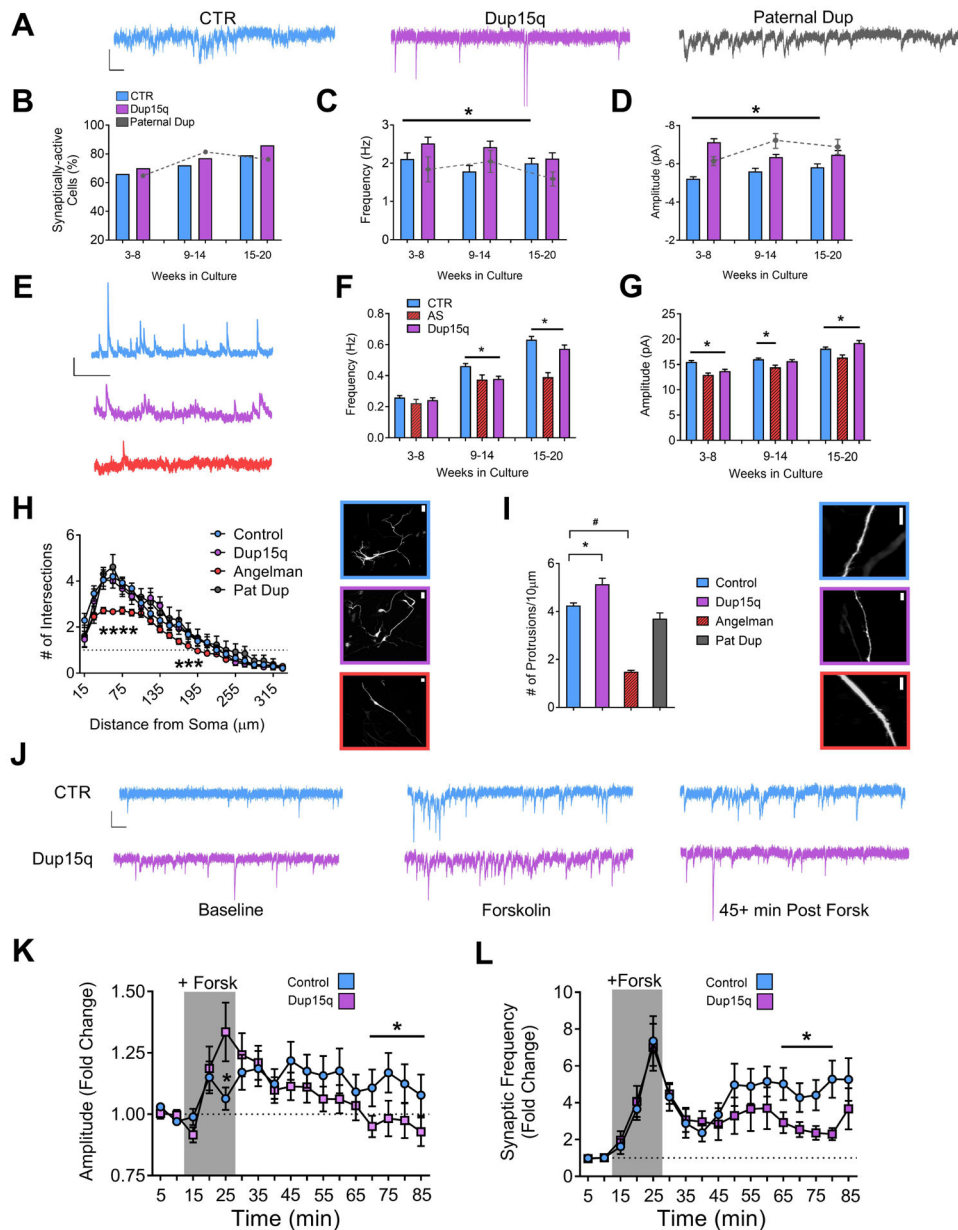 A
CTR
Dup15q
Paternal Dup
B
CTR
Dup15q
Paternal Dup
Synaptically-active
Cells (%)
100
80
60
40
20
3-8
9-14
15-20
Weeks in Culture
C
*
Frequency (Hz)
4
3
2
1
0
3-8
9-14
15-20
Weeks in Culture
D
*
Amplitude (pA)
-8
-6
-4
-2
3-8
9-14
15-20
Weeks in Culture
E
F
CTR
AS
Dup15q
*
*
Frequency (Hz)
0.8
0.6
0.4
0.2
0.0
3-8
9-14
15-20
Weeks in Culture
G
*
*
*
Amplitude (pA)
25
20
15
10
5
0
3-8
9-14
15-20
Weeks in Culture
H
Control
Dup15q
Angelman
Pat Dup
# of Intersections
6
4
2
1
0
****
***
15
75
135
195
255
315
Distance from Soma (μm)
I
#
*
# of Protrusions/10μm
6
4
2
0
Control
Dup15q
Angelman
Pat Dup
J
CTR
Dup15q
Baseline
Forskolin
45+ min Post Forsk
K
+ Forsk
Control
Dup15q
*
*
Amplitude (Fold Change)
1.50
1.25
1.00
0.75
5 15 25 35 45 55 65 75 85
Time (min)
L
+Forsk
Control
Dup15q
*
Synaptic Frequency
(Fold Change)
10
8
6
4
2
0
5 15 25 35 45 55 65 75 85
Time (min)